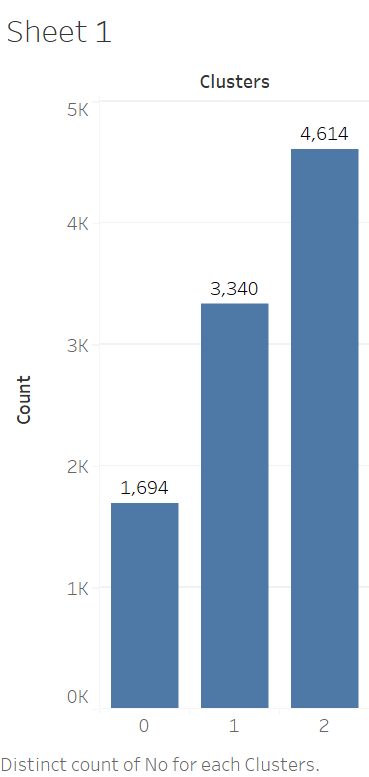 Sheet 1
Clusters
5K
4,614
4K
3,340
3K
Count
2K
1,694
1K
0K
0 1 2
Distinct count of No for each Clusters.